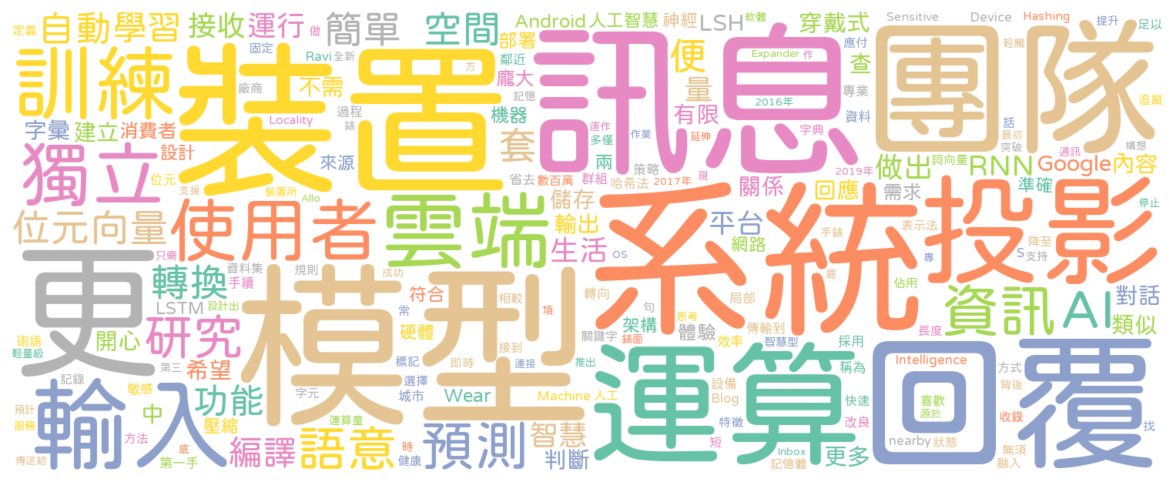 定義 自動學習 接收 運行 做 簡單 空間 Android 人工智慧 神經 LSH 軟體 穿戴式 Sensitive Device Hashing 提升
固定 Ravi 全新 部署 鄰近 便 Expander 作 應付 查 輕觸 足以
訓練 裝置 訊息 團隊
廠商 不需 方 龐大 量 2016年 專業 追蹤
過程 記憶 機器 有限 資料 話 構想
字彙 建立 消費者 錶 Locality 套 運作 多僅 作業 延伸 字典 最初 突破
設計 來源 兩 策略 現 2019年 做出 詞向量 RNN 通訊 Google 內容
獨立 位元 支援 裝置所 Allo 省去 數百萬 群組 哈希法 2017年 關係 回應 需求 準確 停止
位元向量 使用者 雲端 儲存 輸出 生活 OS 系統 平台 網路 手錶 表示法 專 S 支持 降至 投影
更 只需 轉換 資料集 手續 規則 成功 轉向 局部 罷 佔用
LSTM 設計出 模型 符合 常 相較 項 句 思考 傳輸到 長度 資訊 AI 對話 類似
術語 輕量級 開心 研究 硬體 即時 接到 連接 關鍵字 架構 錶面 體驗 效率 智慧型 採用
第三 希望 標記 推出 運算 稱為 回覆 Intelligence 方式
記錄 敏感 功能 字元 選擇 城市 Wear Machine 人工 設備 Blog 快速 喜歡 源於 背後
預計 服務 輸入 中 壓縮 運算量 特徵 改良 收錄 找
方法 底 編譯 語意 時 健康 預測 智慧 判斷 短 Inbox 記憶體 更多 nearby 狀態 無須 融入
傳送給 第一手